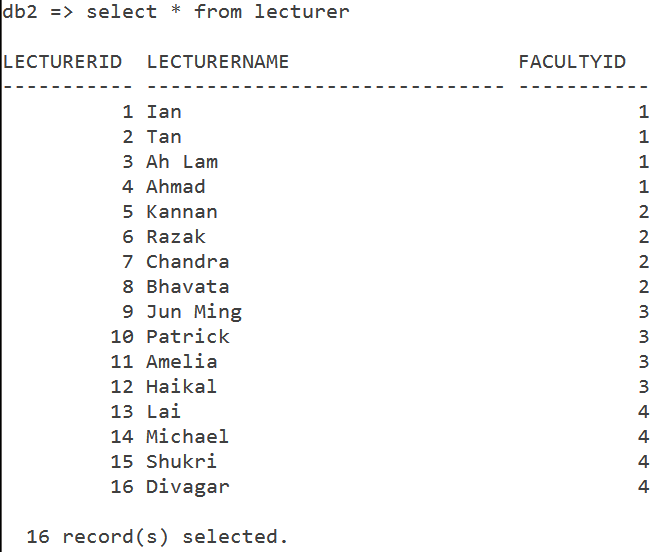 db2 => select * from lecturer
LECTURERID  LECTURERNAME                   FACULTYID
----------- ------------------------------ -----------
          1 Ian                                      1
          2 Tan                                      1
          3 Ah Lam                                   1
          4 Ahmad                                    1
          5 Kannan                                   2
          6 Razak                                    2
          7 Chandra                                  2
          8 Bhavata                                  2
          9 Jun Ming                                 3
         10 Patrick                                  3
         11 Amelia                                   3
         12 Haikal                                   3
         13 Lai                                      4
         14 Michael                                  4
         15 Shukri                                   4
         16 Divagar                                  4
  16 record(s) selected.